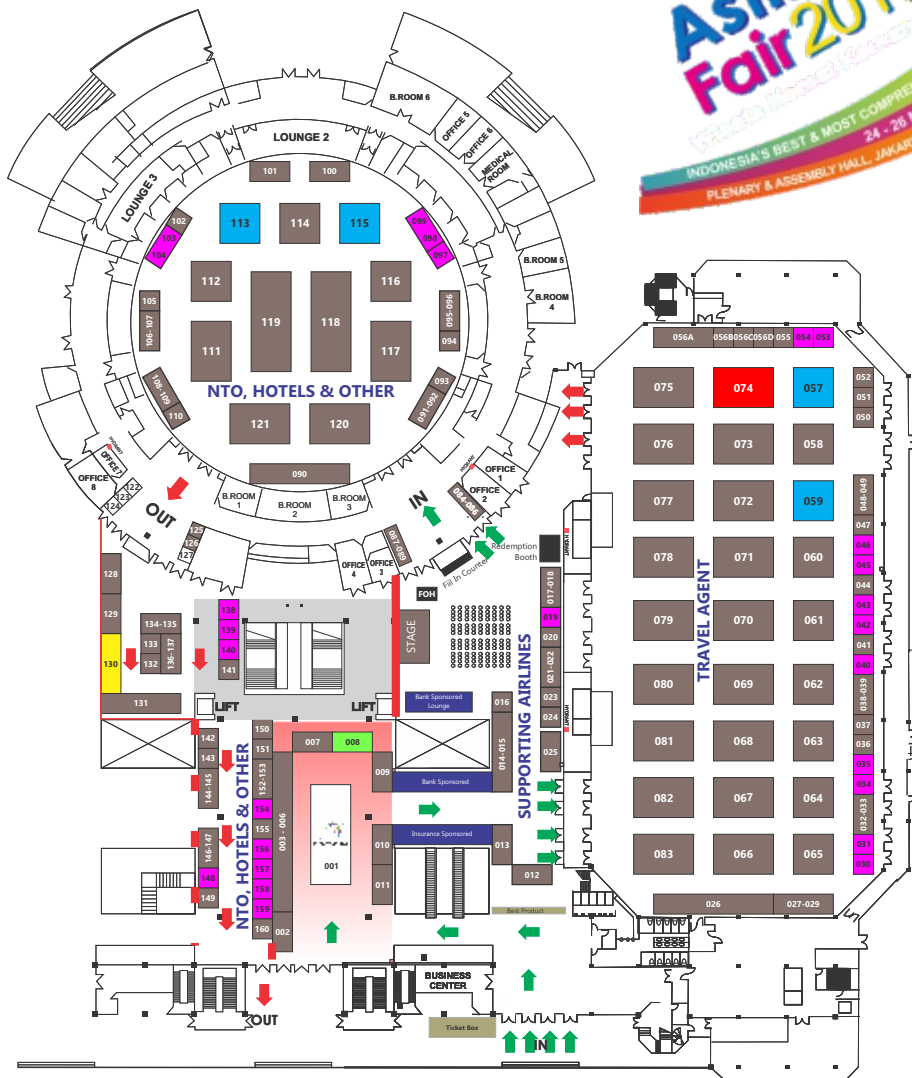 Fair 201
INDONESIA'S BEST & MOST COMPRE
24 - 26
PLENARY & ASSEMBLY HALL, JAKAR
B.ROOM 6
OFFICE 5
OFFICE 6
MEDICAL
ROOM
LOUNGE 2
LOUNGE 3
101
100
102
103
104
113
114
115
099
098
097
B.ROOM 5
B.ROOM
4
112
119
118
116
105
106-107
095-096
094
111
117
108-109
110
093
091-092
NTO, HOTELS & OTHER
121
120
090
OFFICE 7
OFFICE
8
HYDRANT
122
123
124
OUT
B.ROOM
1
B.ROOM
2
B.ROOM
3
IN
HYDRANT
OFFICE
1
OFFICE
2
084-086
125
126
127
OFFICE
4
OFFICE
3
087-089
Fill In Counter
Redemption
Booth
HYDRANT
056A
056B
056C
056D
055
054
053
075
074
057
052
051
050
076
073
058
077
072
059
048-049
047
046
045
078
071
060
044
043
042
079
070
061
041
040
080
069
062
038-039
037
081
068
063
036
035
034
082
067
064
032-033
031
030
083
066
065
026
027-029
TRAVEL AGENT
128
129
130
131
134-135
133
132
136-137
138
139
140
141
FOH
STAGE
017-018
019
020
021-022
023
024
025
HYDRANT
SUPPORTING AIRLINES
LIFT
LIFT
Bank Sponsored
Lounge
016
014-015
142
143
144-145
146-147
148
149
NTO, HOTELS & OTHER
150
151
152-153
154
155
156
157
158
159
160
003 - 006
002
007
008
001
009
Bank Sponsored
010
011
Insurance Sponsored
013
012
Best Product
BUSINESS
CENTER
OUT
Ticket Box
IN